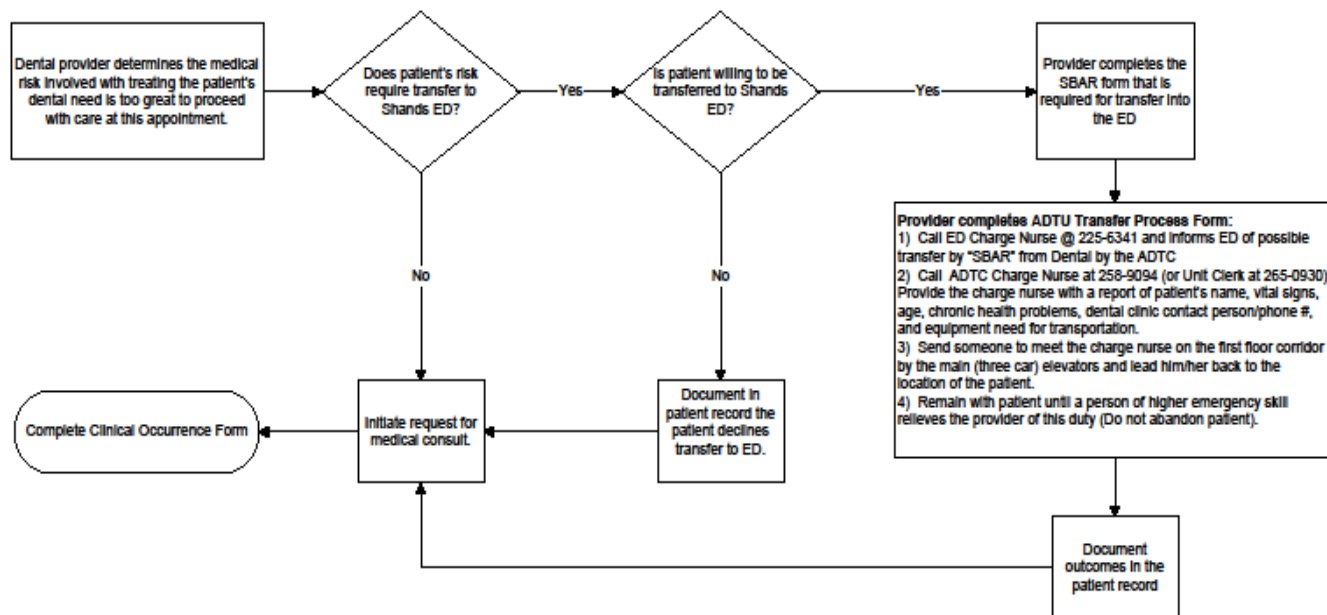 Dental provider determines the medical
risk involved with treating the patient's
dental need is too great to proceed
with care at this appointment.
Does patient's risk
require transfer to
Shands ED?
Yes
Is patient willing to be
transferred to Shands
ED?
Yes
Provider completes the
SBAR form that is
required for transfer into
the ED
Provider completes ADTU Transfer Process Form:
1) Call ED Charge Nurse @ 225-6341 and informs ED of possible
transfer by "SBAR" from Dental by the ADTC
2) Call ADTC Charge Nurse at 258-9094 (or Unit Clerk at 265-0930)
Provide the charge nurse with a report of patient's name, vital signs,
age, chronic health problems, dental clinic contact person/phone #,
and equipment need for transportation.
3) Send someone to meet the charge nurse on the first floor corridor
by the main (three car) elevators and lead him/her back to the
location of the patient.
4) Remain with patient until a person of higher emergency skill
relieves the provider of this duty (Do not abandon patient).
No
No
Complete Clinical Occurrence Form
Initiate request for
medical consult.
Document in
patient record the
patient declines
transfer to ED.
Document
outcomes in the
patient record